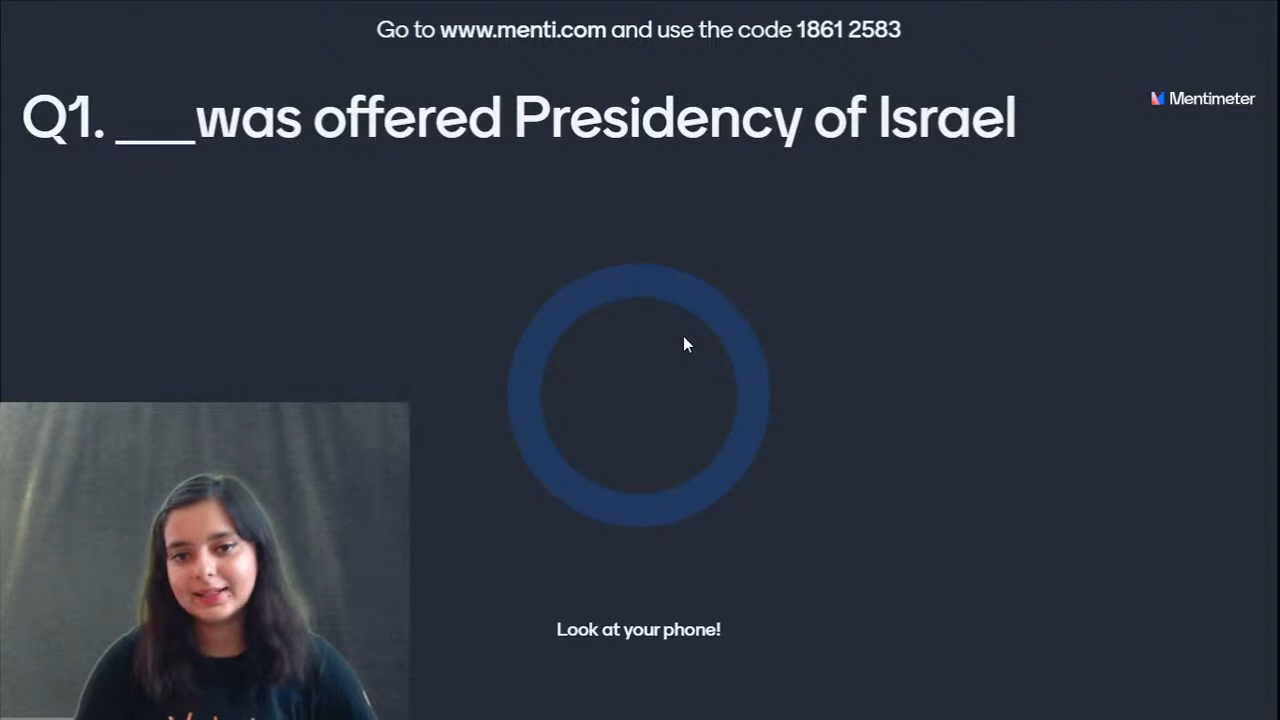 Go to www.menti.com and use the code 1861 2583
Mentimeter
Q1. ___was offered Presidency of Israel
Look at your phone!